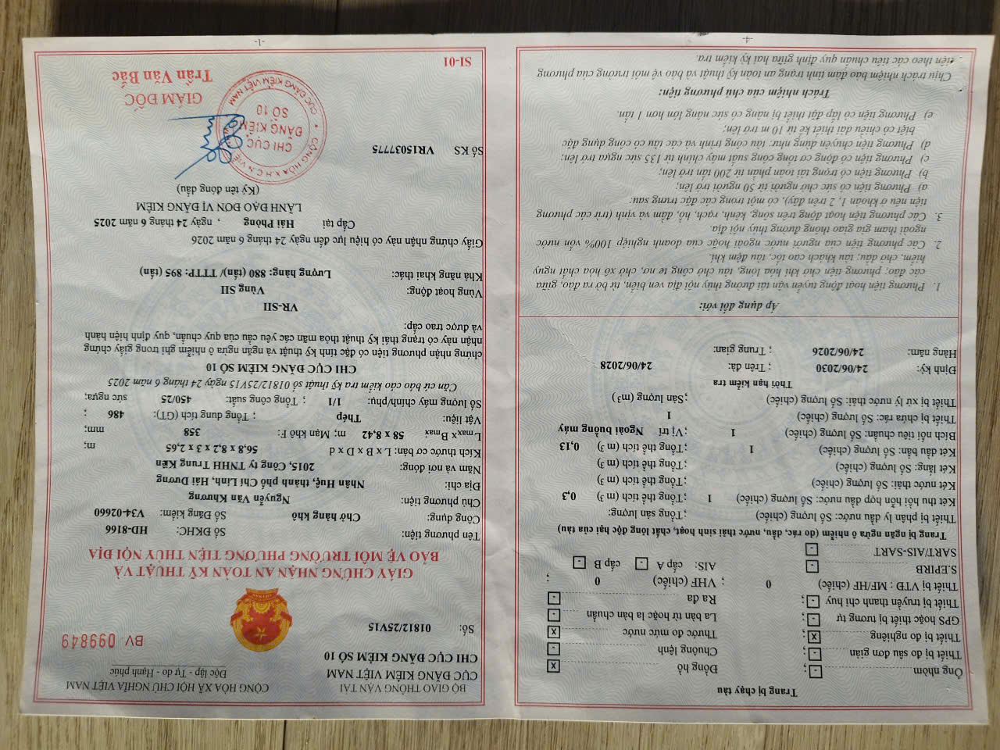 -1-
BỘ GIAO THÔNG VẬN TẢI
CỤC ĐĂNG KIỂM VIỆT NAM
CHI CỤC ĐĂNG KIỂM SỐ 10
CỘNG HÒA XÃ HỘI CHỦ NGHĨA VIỆT NAM
Độc lập - Tự do - Hạnh phúc
Số: 01812/25V15
BV 099849
VIỆT NAM
GIẤY CHỨNG NHẬN AN TOÀN KỸ THUẬT VÀ
BẢO VỆ MÔI TRƯỜNG PHƯƠNG TIỆN THỦY NỘI ĐỊA
Tên phương tiện: Số ĐKHC: HD-8166
Công dụng: Chở hàng khô Số Đăng kiểm: V34-02660
Chủ phương tiện: Nguyễn Văn Khương
Địa chỉ: Nhân Huệ, thành phố Chí Linh, Hải Dương
Năm và nơi đóng: 2015, Công ty TNHH Trung Kiên
Kích thước cơ bản: L x B x D x d 56,8 x 8,2 x 3 x 2,65 m;
Lmax x Bmax 58 x 8,42 m; Mạn khô F: 358 mm;
Vật liệu: Thép ; Tổng dung tích (GT): 486 ;
Số lượng máy chính/phụ: 1/1 ; Tổng công suất: 450/25 sức ngựa;
Căn cứ báo cáo kiểm tra kỹ thuật số 01812/25V15 ngày 24 tháng 6 năm 2025
CHI CỤC ĐĂNG KIỂM SỐ 10
chứng nhận phương tiện có đặc tính kỹ thuật và ngăn ngừa ô nhiễm ghi trong giấy chứng
nhận này có trạng thái kỹ thuật thỏa mãn các yêu cầu của quy chuẩn, quy định hiện hành
và được trao cấp:
VR-SII
Vùng hoạt động: Vùng SII
Khả năng khai thác: Lượng hàng: 880 (tấn)/ TTTP: 895 (tấn)
Giấy chứng nhận này có hiệu lực đến ngày 24 tháng 6 năm 2026
Cấp tại Hải Phòng , ngày 24 tháng 6 năm 2025
LÃNH ĐẠO ĐƠN VỊ ĐĂNG KIỂM
(Ký tên đóng dấu)
Số KS VR15037775
CỘNG HÒA X.H.C.N VIỆT NAM
CỤC ĐĂNG KIỂM VIỆT NAM
CHI CỤC
ĐĂNG KIỂM
SỐ 10
GIÁM ĐỐC
Trần Văn Bắc
SI-01
Trang bị chạy tàu
Ống nhòm - ; Đồng hồ x
Thiết bị đo sâu đơn giản - ; Chuông lệnh -
Thiết bị đo nghiêng x ; Thước đo mức nước x
GPS hoặc thiết bị tương tự - ; La bàn từ hoặc la bàn chuẩn -
Thiết bị truyền thanh chỉ huy - ; Ra đa -
Thiết bị VTĐ : MF/HF (chiếc) 0 ; VHF (chiếc) 0 ;
S.EPIRB - AIS: cấp A - cấp B -
SART/AIS-SART -
Trang bị ngăn ngừa ô nhiễm (do rác, dầu, nước thải sinh hoạt, chất lỏng độc hại của tàu)
Thiết bị phân ly dầu nước: Số lượng (chiếc) ;Tổng sản lượng:
Két thu hồi hỗn hợp dầu nước: Số lượng (chiếc) 1 ;Tổng thể tích (m3) 0,3
Két nước thải: Số lượng (chiếc) ;Tổng thể tích (m3)
Két lắng: Số lượng (chiếc) ;Tổng thể tích (m3)
Két dầu bẩn: Số lượng (chiếc) 1 ;Tổng thể tích (m3) 0,13
Bích nối tiêu chuẩn: Số lượng (chiếc) 1 ;Vị trí Ngoài buồng máy
Thiết bị chứa rác: Số lượng (chiếc) 1
Thiết bị xử lý nước thải: Số lượng (chiếc) ;Sản lượng (m3)
Thời hạn kiểm tra
Định kỳ: 24/06/2030 ; Trên đà: 24/06/2028
Hàng năm: 24/06/2026 ; Trung gian:
Áp dụng đối với:
1. Phương tiện hoạt động tuyến vận tải đường thủy nội địa ven biển, từ bờ ra đảo, giữa
các đảo; phương tiện chở khí hóa lỏng, tàu chở công te nơ, chở xô hóa chất nguy
hiểm, chở dầu; tàu khách cao tốc, tàu đệm khí.
2. Các phương tiện của người nước ngoài hoặc của doanh nghiệp 100% vốn nước
ngoài tham gia giao thông đường thủy nội địa.
3. Các phương tiện hoạt động trên sông, kênh, rạch, hồ, đầm và vịnh (trừ các phương
tiện nêu ở khoản 1, 2 trên đây), có một trong các đặc trưng sau:
a) Phương tiện có sức chở người từ 50 người trở lên;
b) Phương tiện có trọng tải toàn phần từ 200 tấn trở lên;
c) Phương tiện có động cơ tổng công suất máy chính từ 135 sức ngựa trở lên;
d) Phương tiện chuyên dùng như: tàu công trình và các tàu có công dụng đặc
biệt có chiều dài thiết kế từ 10 m trở lên;
e) Phương tiện có lắp đặt thiết bị nâng có sức nâng lớn hơn 1 tấn.
Trách nhiệm của chủ phương tiện:
Chịu trách nhiệm bảo đảm tình trạng an toàn kỹ thuật và bảo vệ môi trường của phương
tiện theo các tiêu chuẩn quy định giữa hai kỳ kiểm tra.
-4-